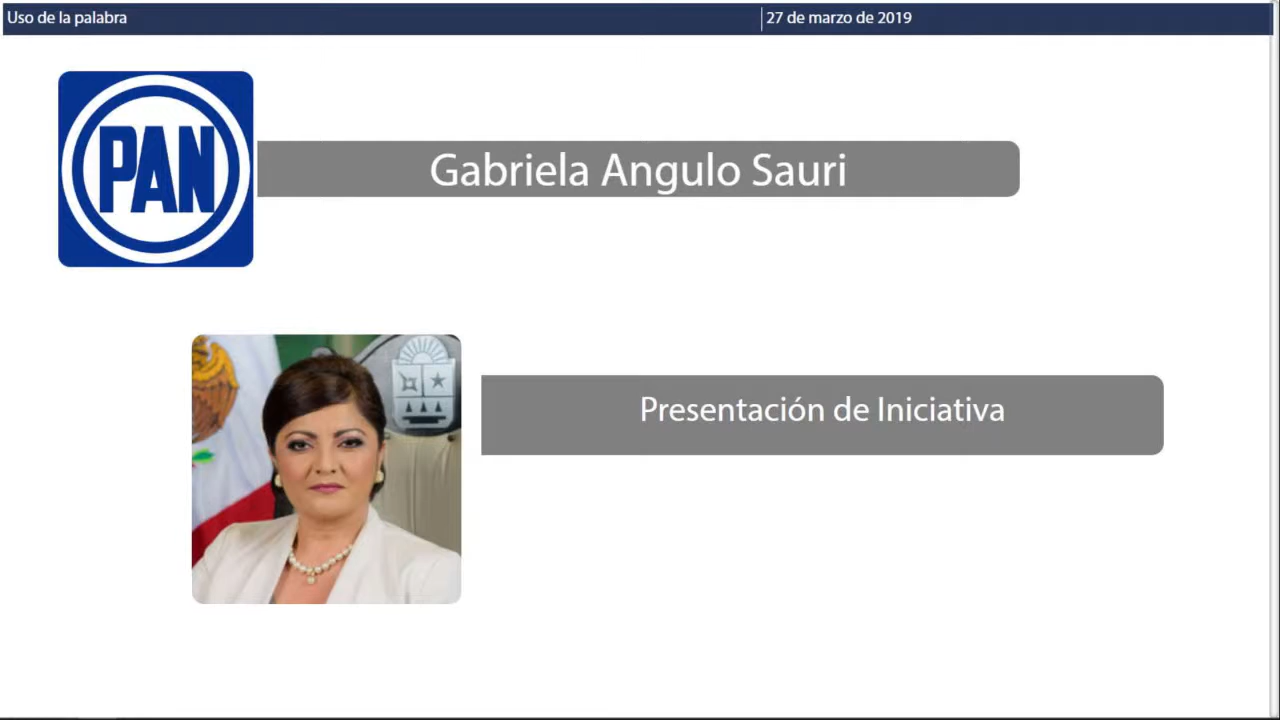 Uso de la palabra
27 de marzo de 2019
PAN
Gabriela Angulo Sauri
Presentación de Iniciativa